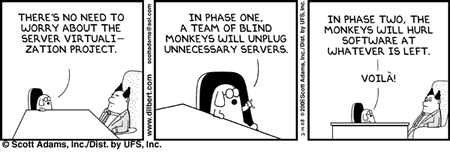 THERE'S NO NEED TO
WORRY ABOUT THE
SERVER VIRTUALI-
ZATION PROJECT.
scottadams@aol.com
www.dilbert.com
IN PHASE ONE,
A TEAM OF BLIND
MONKEYS WILL UNPLUG
UNNECESSARY SERVERS.
© 2008 Scott Adams, Inc./Dist. by UFS, Inc.
IN PHASE TWO, THE
MONKEYS WILL HURL
SOFTWARE AT
WHATEVER IS LEFT.
VOILÀ!
© Scott Adams, Inc./Dist. by UFS, Inc.